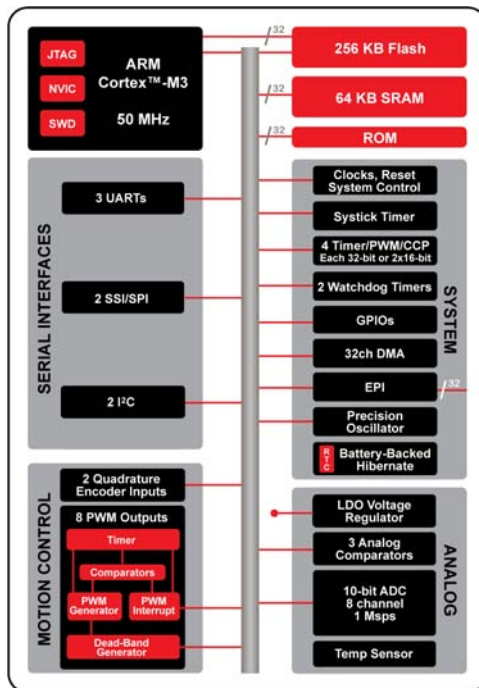 JTAG
NVIC
SWD
ARM
Cortex™-M3
50 MHz
32
256 KB Flash
32
64 KB SRAM
32
ROM
SERIAL INTERFACES
3 UARTs
2 SSI/SPI
2 I²C
SYSTEM
Clocks, Reset
System Control
Systick Timer
4 Timer/PWM/CCP
Each 32-bit or 2x16-bit
2 Watchdog Timers
GPIOs
32ch DMA
EPI
32
Precision
Oscillator
RTC
Battery-Backed
Hibernate
MOTION CONTROL
2 Quadrature
Encoder Inputs
8 PWM Outputs
Timer
Comparators
PWM
Generator
PWM
Interrupt
Dead-Band
Generator
ANALOG
LDO Voltage
Regulator
3 Analog
Comparators
10-bit ADC
8 channel
1 Msps
Temp Sensor